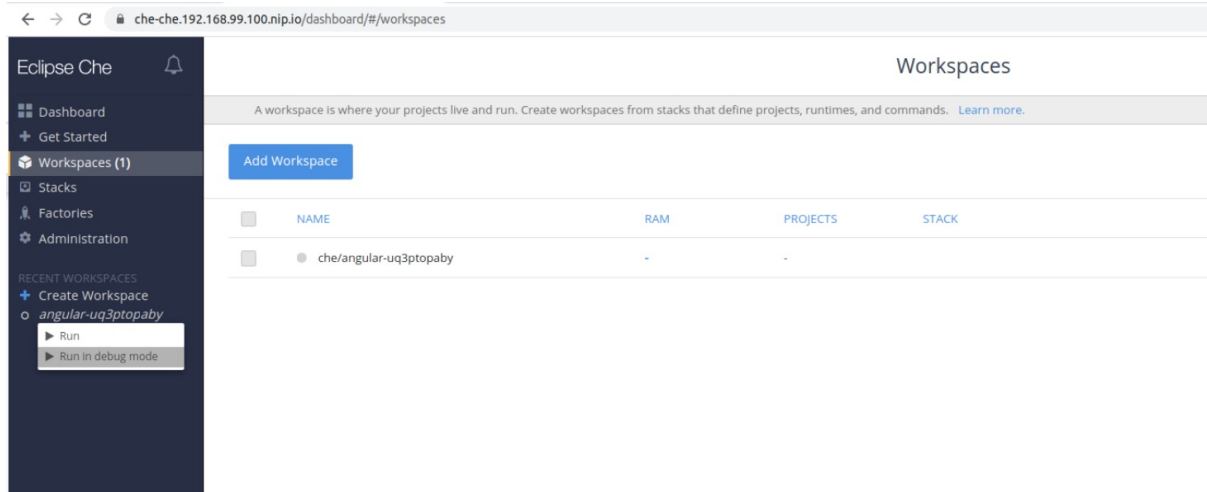 che-che.192.168.99.100.nip.io/dashboard/#/workspaces
Eclipse Che
Workspaces
Dashboard
A workspace is where your projects live and run. Create workspaces from stacks that define projects, runtimes, and commands. Learn more.
Get Started
Workspaces (1)
Add Workspace
Stacks
Factories
NAME RAM PROJECTS STACK
Administration
che/angular-uq3ptopaby - -
RECENT WORKSPACES
Create Workspace
angular-uq3ptopaby
Run
Run in debug mode